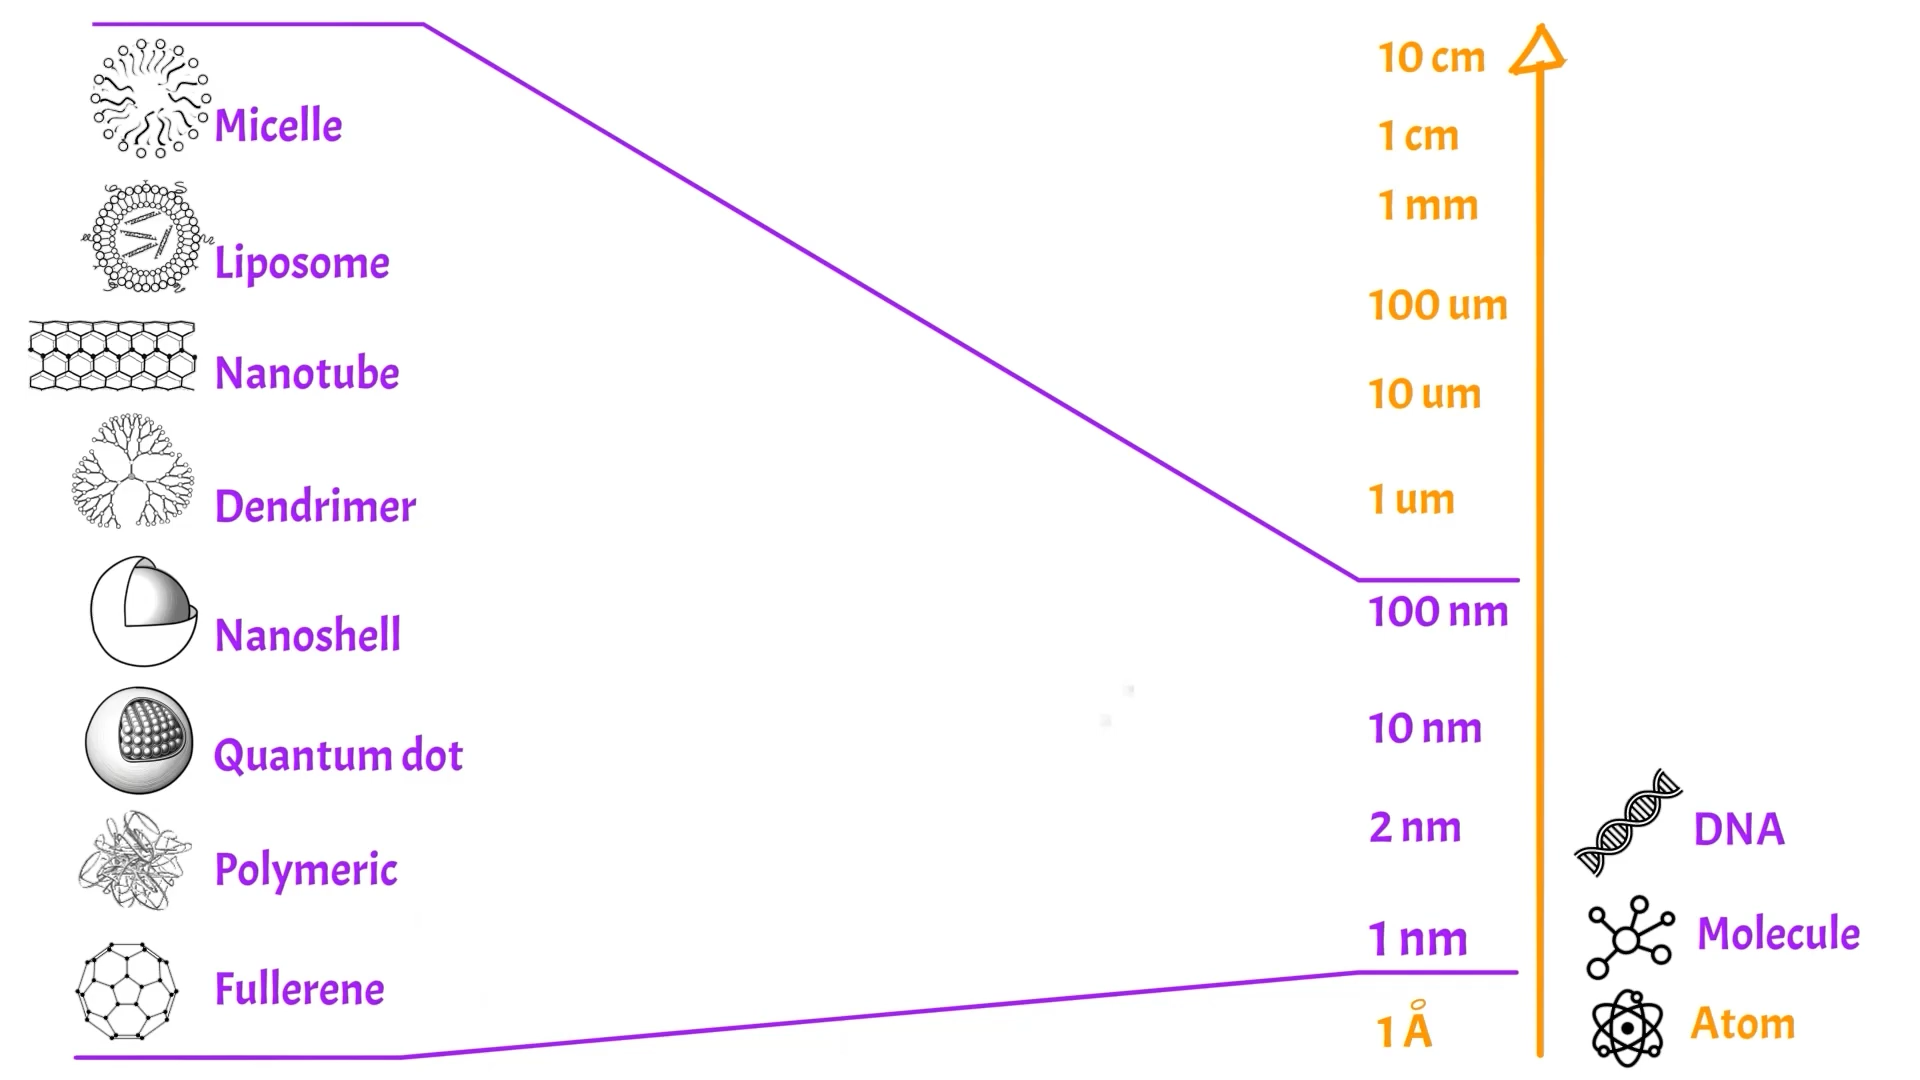 Micelle
Liposome
Nanotube
Dendrimer
Nanoshell
Quantum dot
Polymeric
Fullerene
10 cm
1 cm
1 mm
100 um
10 um
1 um
100 nm
10 nm
2 nm
1 nm
1 Å
DNA
Molecule
Atom